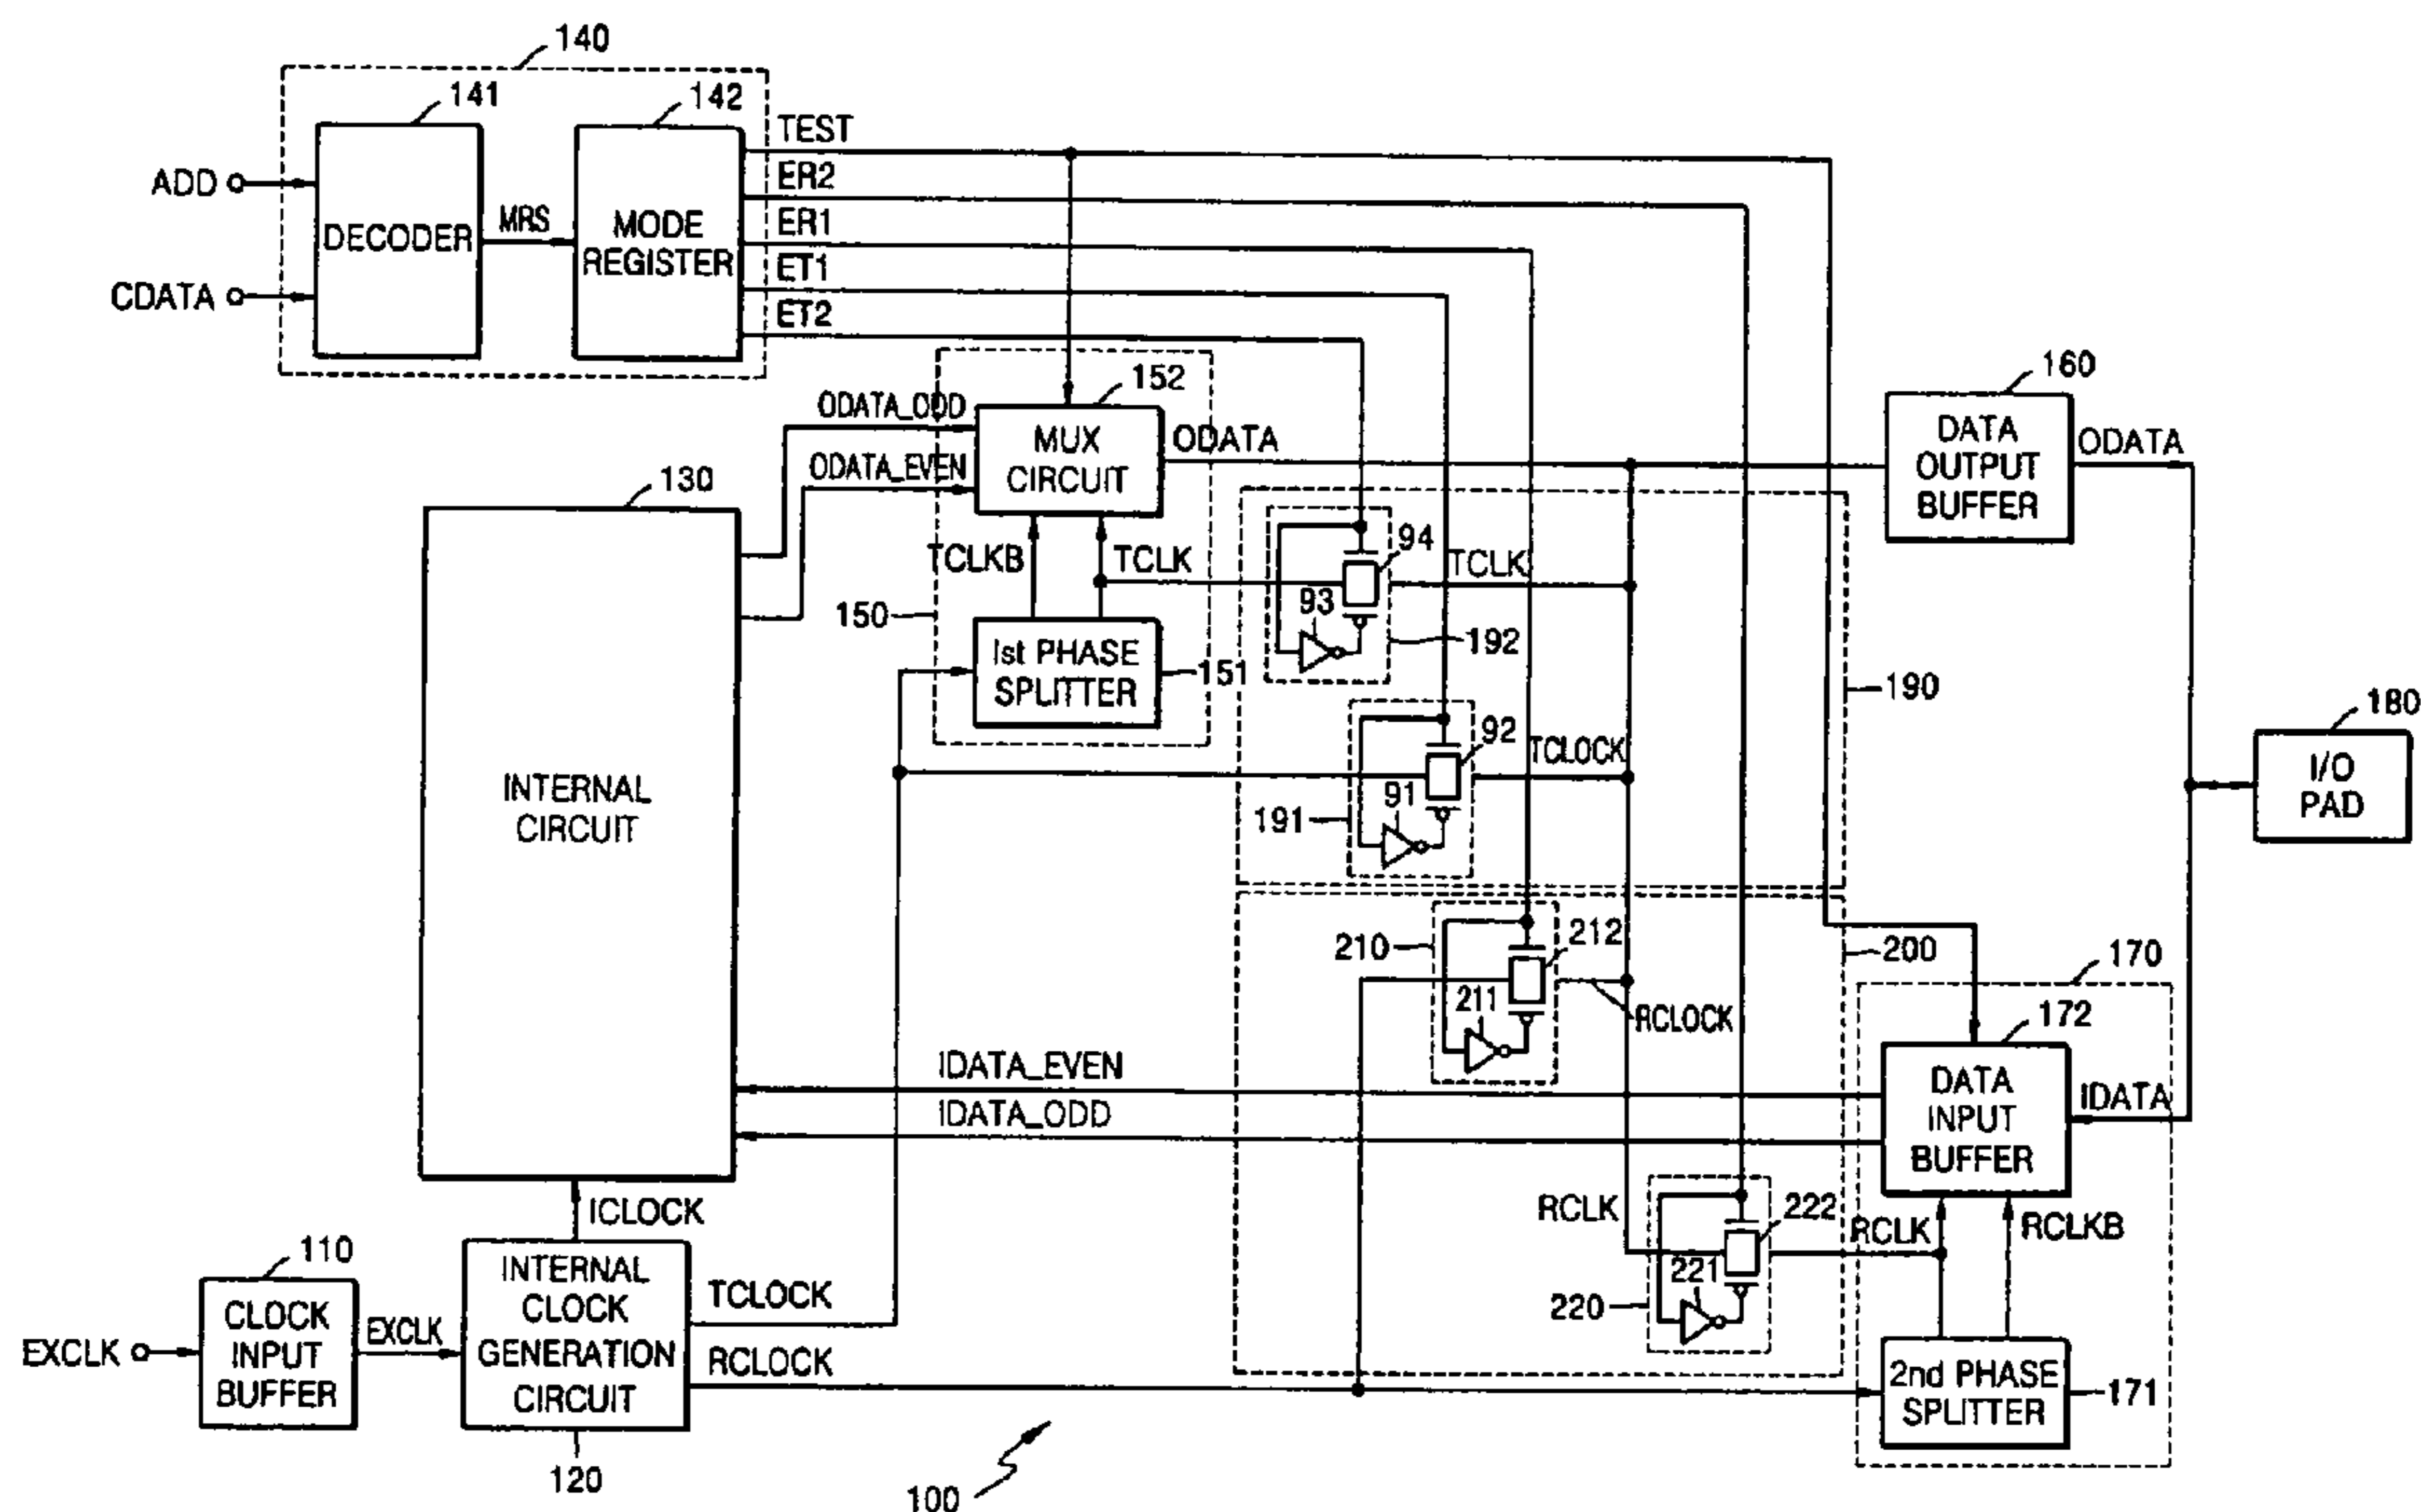 140
141
142
TEST
ER2
ER1
ET1
ET2
ADD
CDATA
DECODER
MRS
MODE
REGISTER
152
160
ODATA_ODD
ODATA_EVEN
MUX
CIRCUIT
ODATA
DATA
OUTPUT
BUFFER
ODATA
130
94
TCLKB
TCLK
TCLK
93
150
192
1st PHASE
SPLITTER
151
190
180
92
TCLOCK
I/O
PAD
INTERNAL
CIRCUIT
91
191
210
212
200
170
211
RCLOCK
172
IDATA_EVEN
IDATA_ODD
DATA
INPUT
BUFFER
IDATA
ICLOCK
RCLK
222
RCLK
RCLKB
110
221
220
INTERNAL
CLOCK
GENERATION
CIRCUIT
TCLOCK
RCLOCK
EXCLK
CLOCK
INPUT
BUFFER
EXCLK
2nd PHASE
SPLITTER
171
120
100